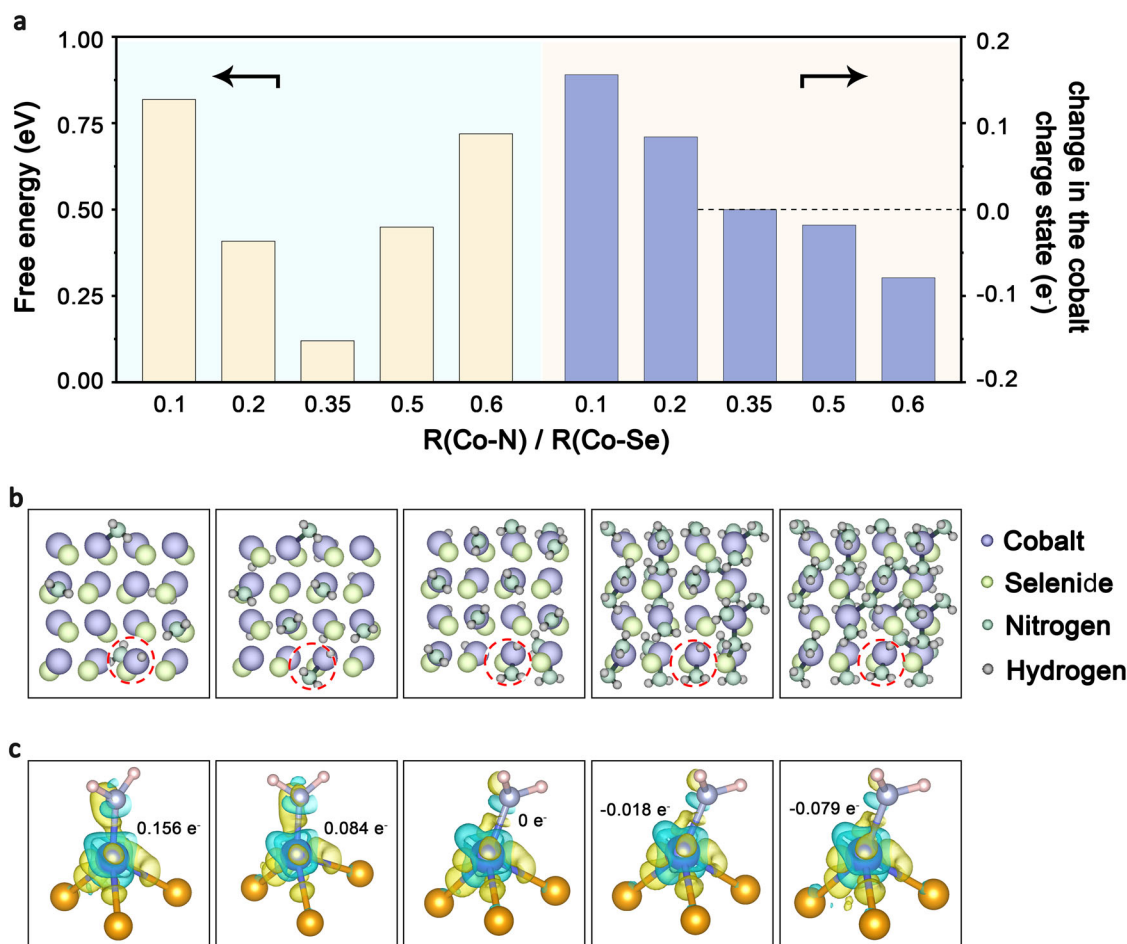 a
1.00
0.75
0.50
0.25
0.00
Free energy (eV)
0.2
0.1
0.0
-0.1
-0.2
change in the cobalt
charge state (e-)
0.1 0.2 0.35 0.5 0.6 0.1 0.2 0.35 0.5 0.6
R(Co-N) / R(Co-Se)
b
Cobalt
Selenide
Nitrogen
Hydrogen
c
0.156 e-
0.084 e-
0 e-
-0.018 e-
-0.079 e-